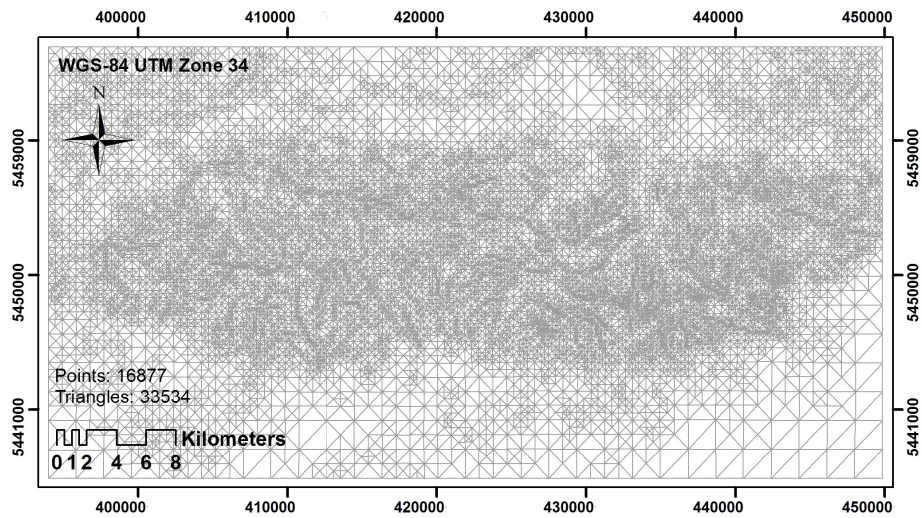 400000 410000 420000 430000 440000 450000
WGS-84 UTM Zone 34
N
5459000 5459000
5450000 5450000
Points: 16877
Triangles: 33534
5441000 5441000
Kilometers
0 1 2 4 6 8
400000 410000 420000 430000 440000 450000